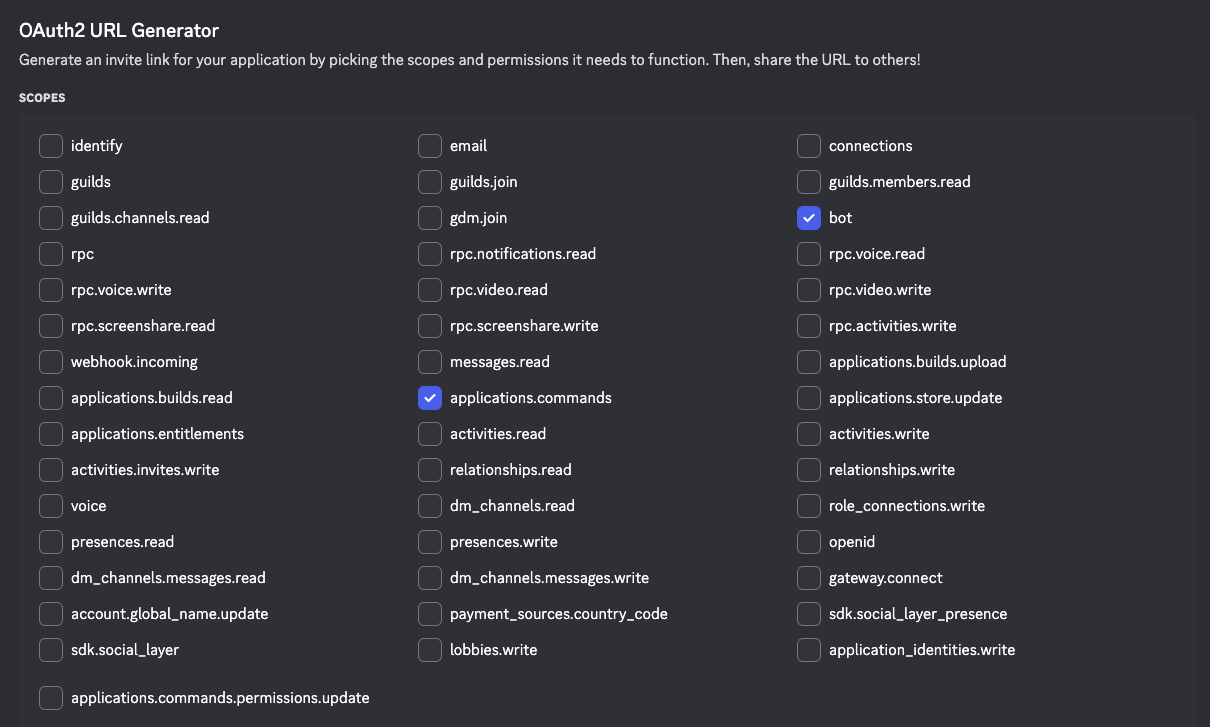 OAuth2 URL Generator
Generate an invite link for your application by picking the scopes and permissions it needs to function. Then, share the URL to others!
SCOPES
identify email connections
guilds guilds.join guilds.members.read
guilds.channels.read gdm.join bot
rpc rpc.notifications.read rpc.voice.read
rpc.voice.write rpc.video.read rpc.video.write
rpc.screenshare.read rpc.screenshare.write rpc.activities.write
webhook.incoming messages.read applications.builds.upload
applications.builds.read applications.commands applications.store.update
applications.entitlements activities.read activities.write
activities.invites.write relationships.read relationships.write
voice dm_channels.read role_connections.write
presences.read presences.write openid
dm_channels.messages.read dm_channels.messages.write gateway.connect
account.global_name.update payment_sources.country_code sdk.social_layer_presence
sdk.social_layer lobbies.write application_identities.write
applications.commands.permissions.update